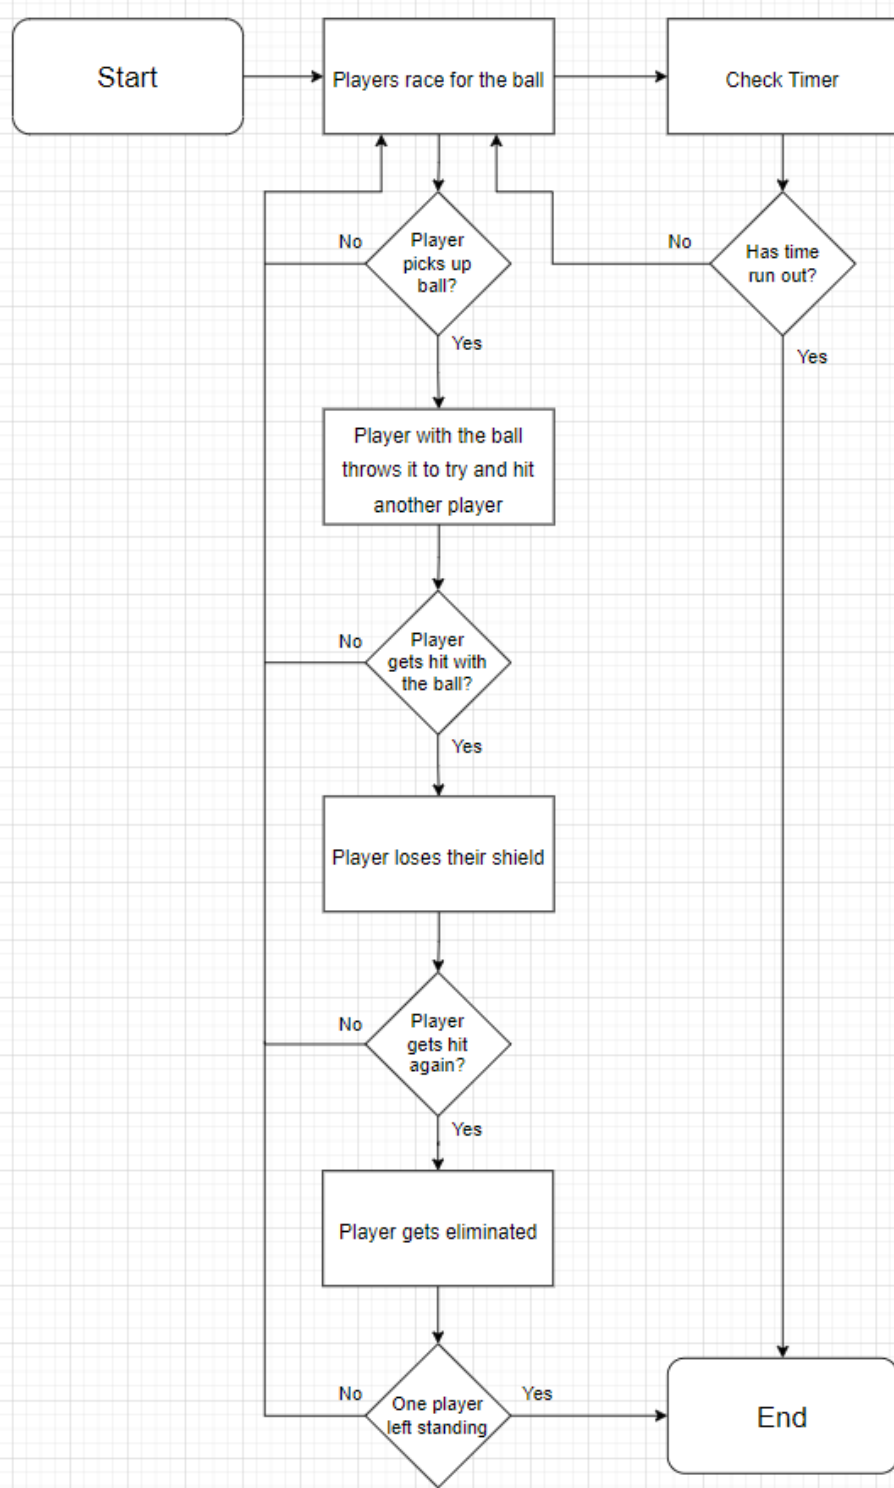 Start
Players race for the ball
Check Timer
No
Player
picks up
ball?
Yes
No
Has time
run out?
Yes
Player with the ball
throws it to try and hit
another player
No
Player
gets hit with
the ball?
Yes
Player loses their shield
No
Player
gets hit
again?
Yes
Player gets eliminated
No
One player
left standing
Yes
End